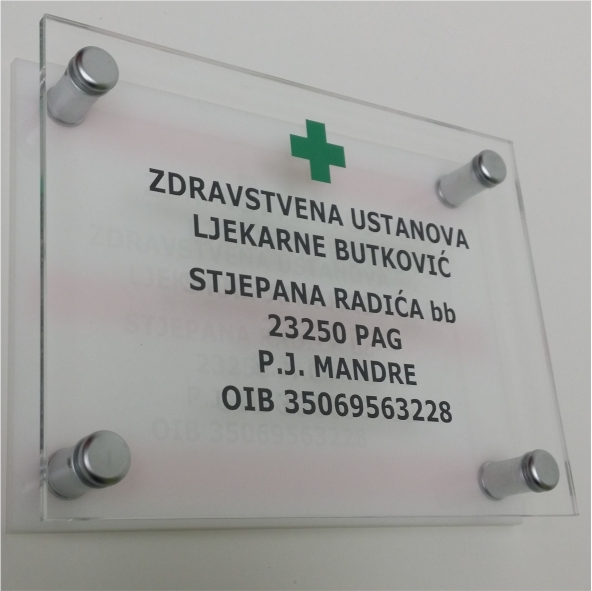 ZDRAVSTVENA USTANOVA
LJEKARNE BUTKOVIĆ
STJEPANA RADIĆA bb
23250 PAG
P.J. MANDRE
OIB 35069563228